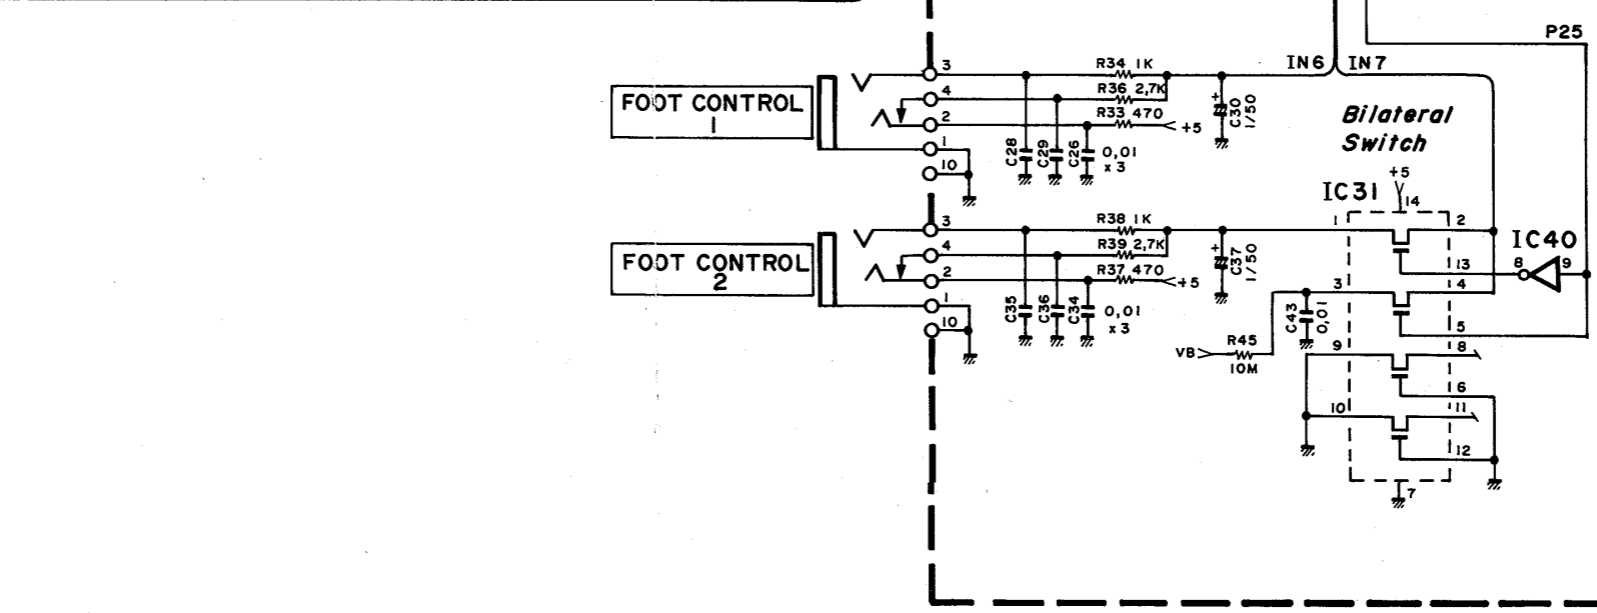 P25
IN6 IN7
3 R34 1K
4 R36 2,7K
2 R33 470
+5
1
10
C28
C29
C26
0,01
x 3
C30
1/50
FOOT CONTROL
1
Bilateral
Switch
+5
IC31
14
3 R38 1K
4 R39 2,7K
2 R37 470
+5
1
10
C35
C36
C34
0,01
x 3
C37
1/50
FOOT CONTROL
2
1 2
IC40
13 8 9
3 4
C43
0,01
5
VB
R45
10M
9 8
6
10 11
12
7